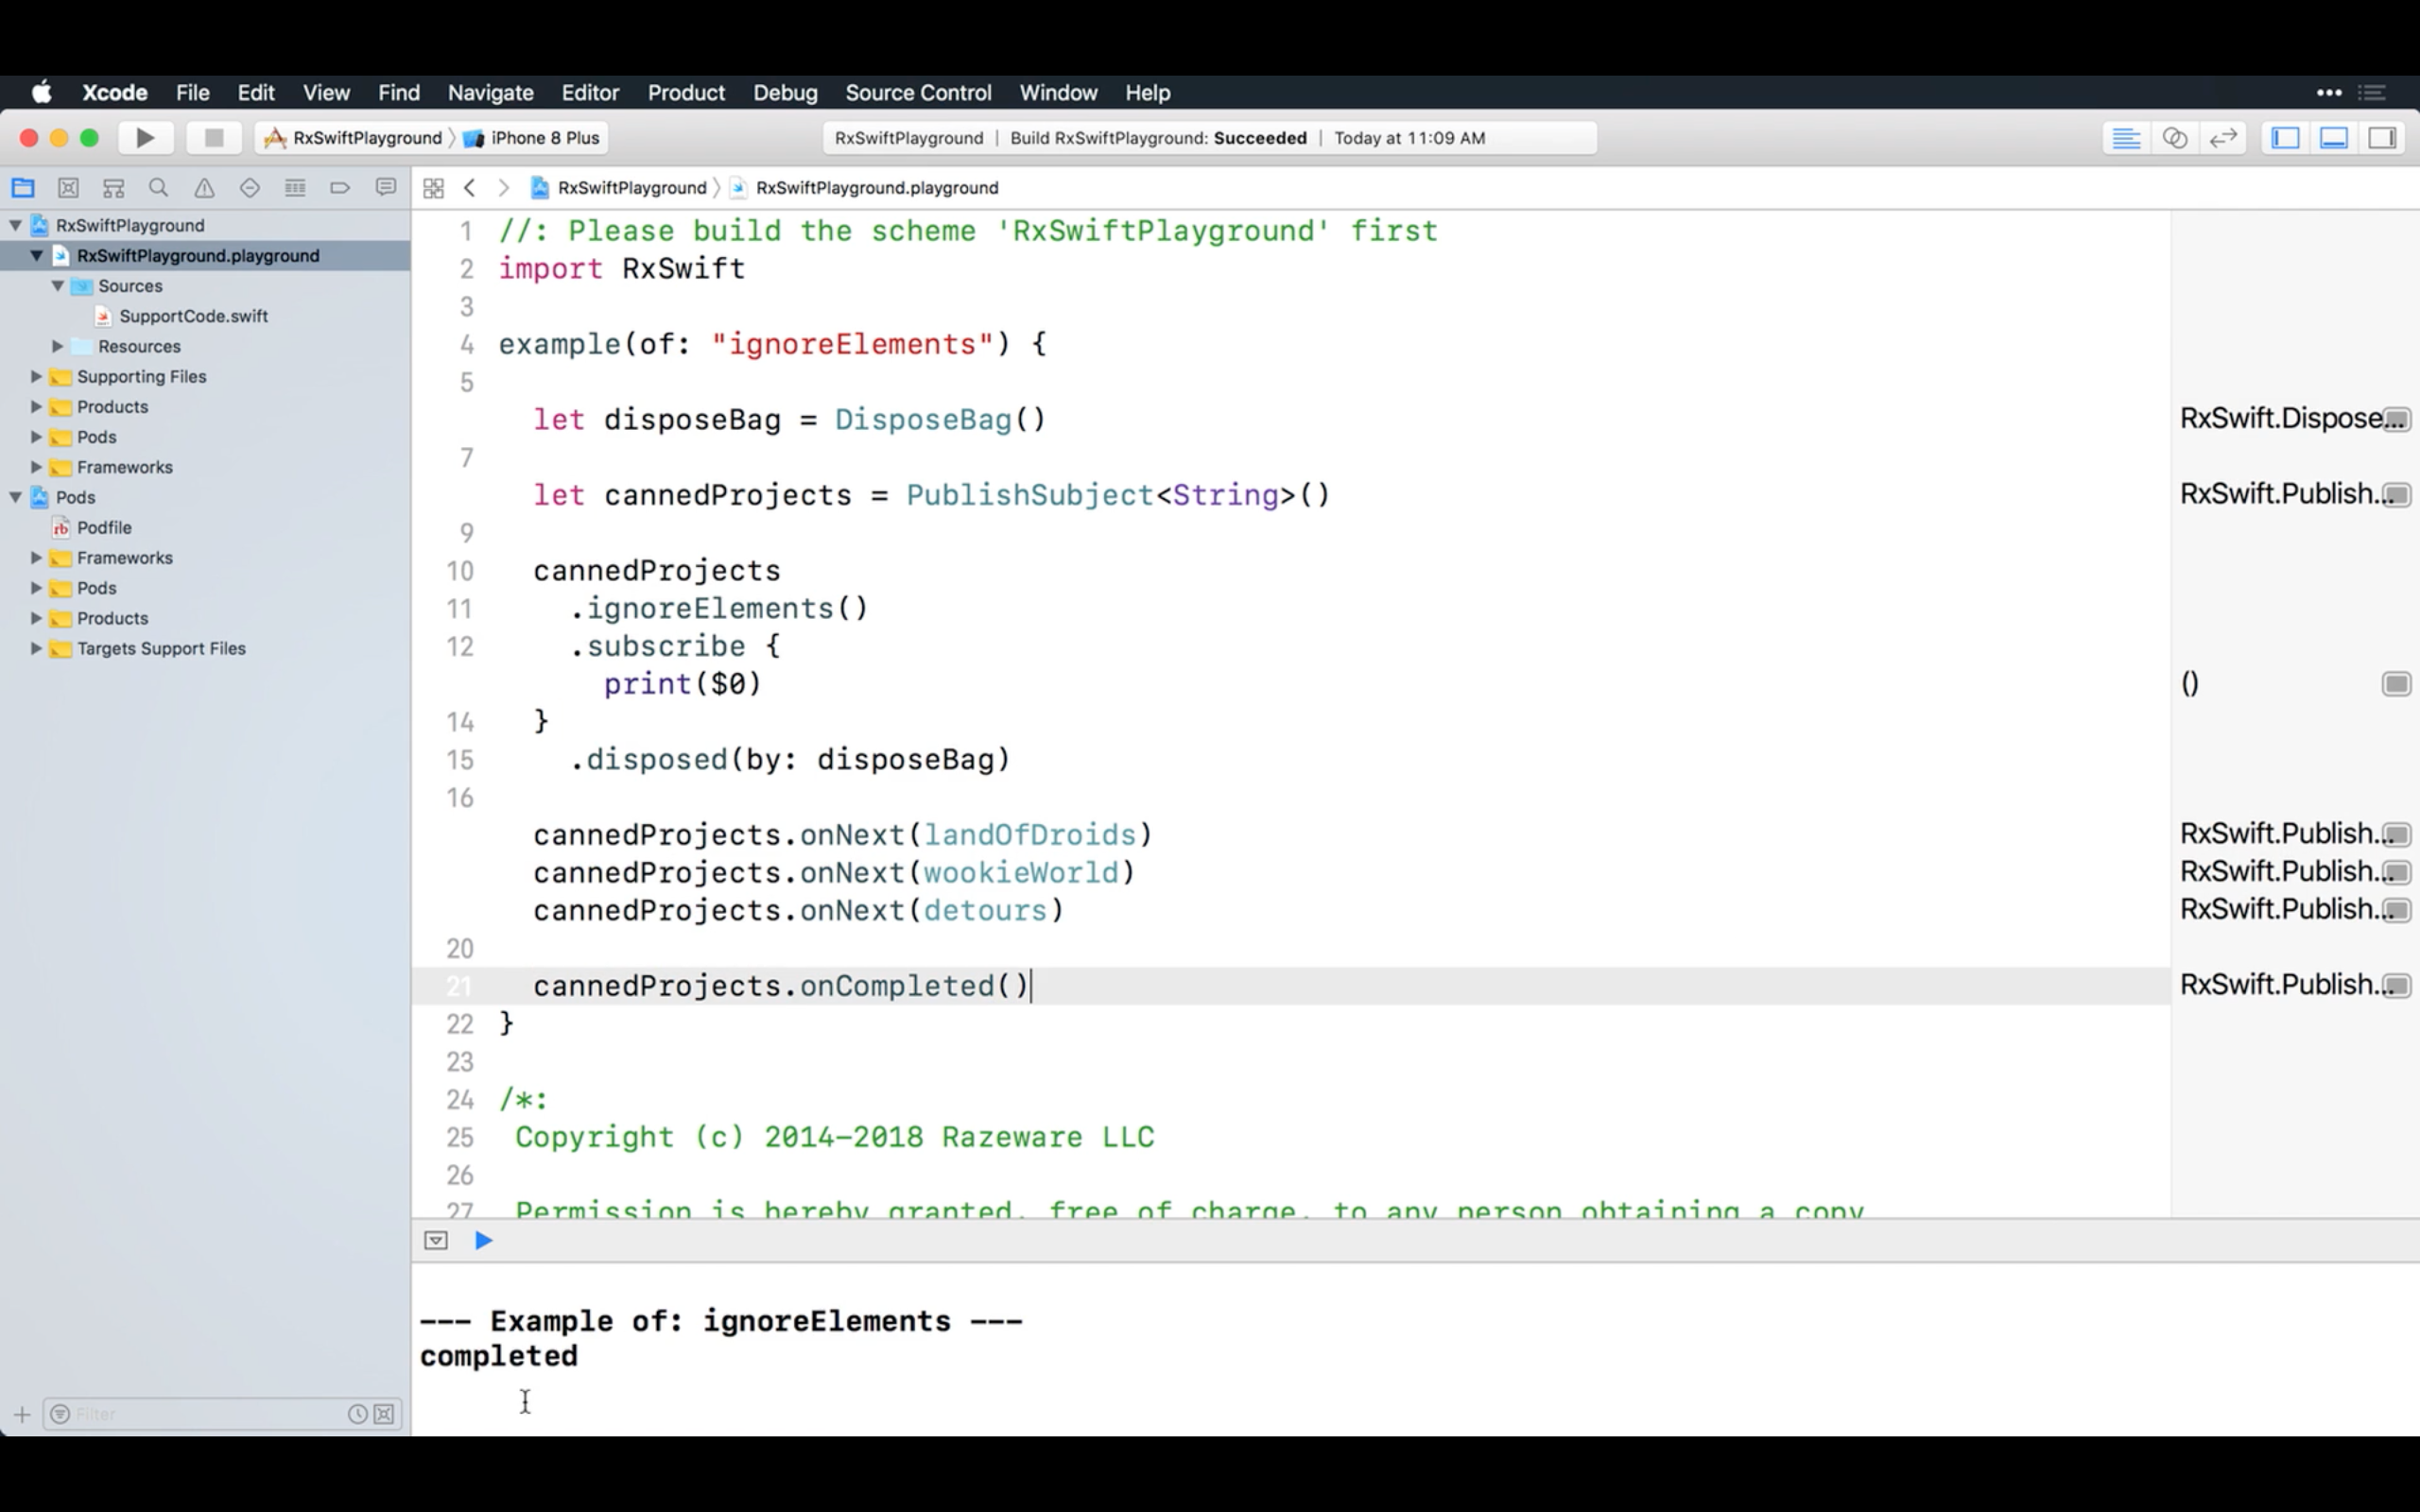 Xcode File Edit View Find Navigate Editor Product Debug Source Control Window Help
RxSwiftPlayground iPhone 8 Plus
RxSwiftPlayground | Build RxSwiftPlayground: Succeeded | Today at 11:09 AM
RxSwiftPlayground
RxSwiftPlayground.playground
Sources
SupportCode.swift
Resources
Supporting Files
Products
Pods
Frameworks
Pods
Podfile
Frameworks
Pods
Products
Targets Support Files
Filter
RxSwiftPlayground RxSwiftPlayground.playground
1 //: Please build the scheme 'RxSwiftPlayground' first
2 import RxSwift
3
4 example(of: "ignoreElements") {
5
let disposeBag = DisposeBag() RxSwift.Dispose...
7
let cannedProjects = PublishSubject<String>() RxSwift.Publish...
9
10 cannedProjects
11 .ignoreElements()
12 .subscribe {
print($0) ()
14 }
15 .disposed(by: disposeBag)
16
cannedProjects.onNext(landOfDroids) RxSwift.Publish...
cannedProjects.onNext(wookieWorld) RxSwift.Publish...
cannedProjects.onNext(detours) RxSwift.Publish...
20
21 cannedProjects.onCompleted() RxSwift.Publish...
22 }
23
24 /*:
25 Copyright (c) 2014-2018 Razeware LLC
26
27 Permission is hereby granted, free of charge, to any person obtaining a copy
--- Example of: ignoreElements ---
completed